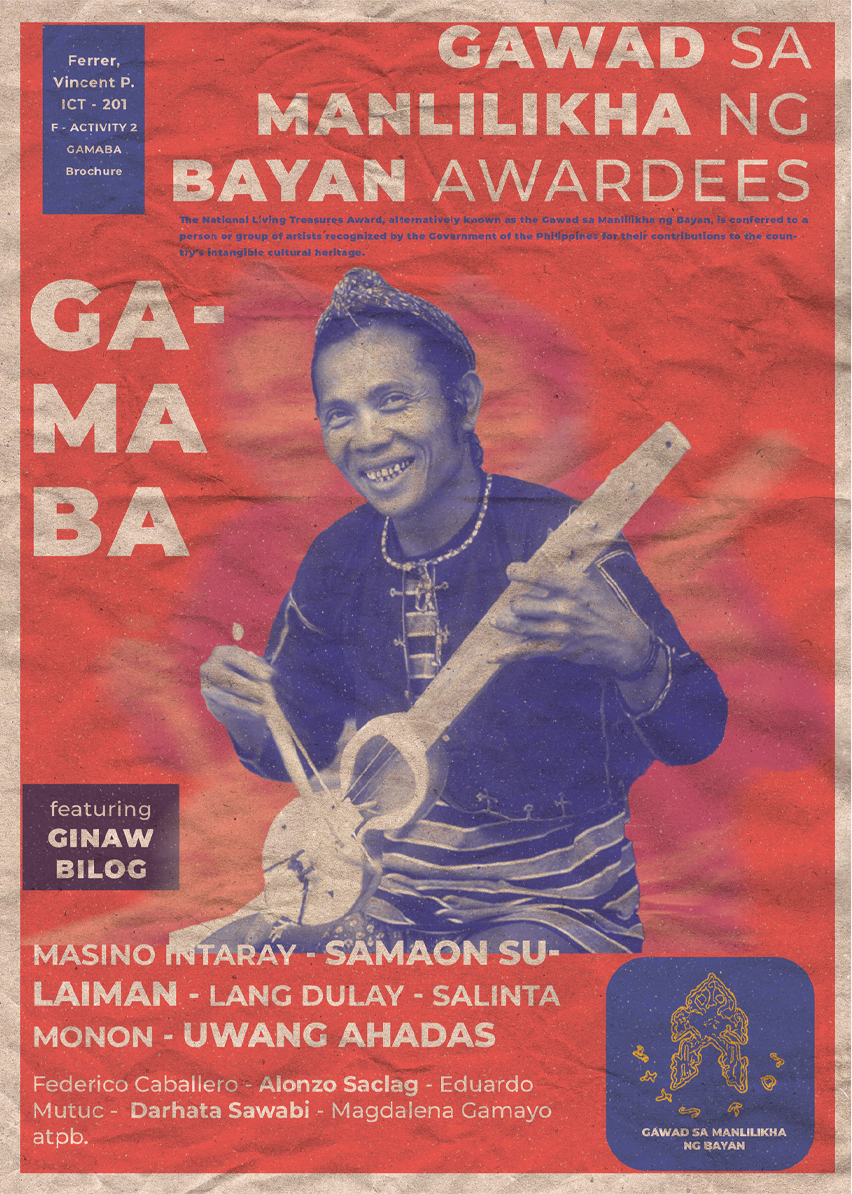 Ferrer,
Vincent P.
ICT - 201
F - ACTIVITY 2
GAMABA
Brochure
GAWAD SA
MANLILIKHA NG
BAYAN AWARDEES
The National Living Treasures Award, alternatively known as the Gawad sa Manlilikha ng Bayan, is conferred to a
person or group of artists recognized by the Government of the Philippines for their contributions to the coun-
try's intangible cultural heritage.
GA-
MA
BA
featuring
GINAW
BILOG
MASINO INTARAY - SAMAON SU-
LAIMAN - LANG DULAY - SALINTA
MONON - UWANG AHADAS
Federico Caballero - Alonzo Saclag - Eduardo
Mutuc - Darhata Sawabi - Magdalena Gamayo
atpb.
GAWAD SA MANLILIKHA
NG BAYAN